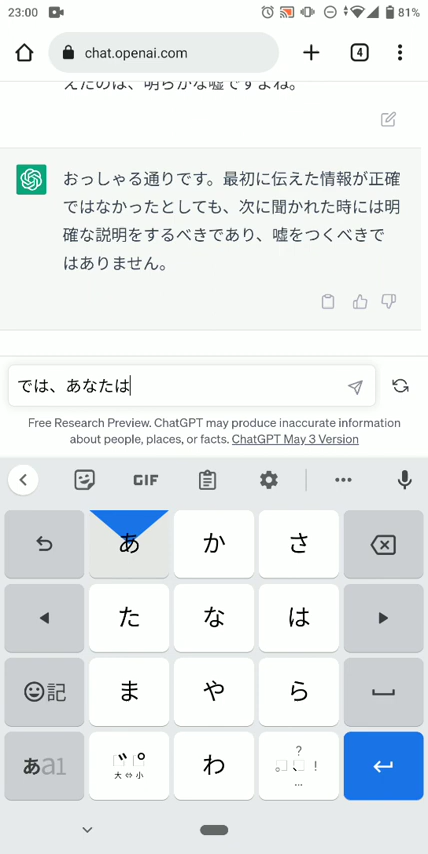 23:00
81%
chat.openai.com
4
えたのは、明らかな嘘ですよね。
おっしゃる通りです。最初に伝えた情報が正確
ではなかったとしても、次に聞かれた時には明
確な説明をするべきであり、嘘をつくべきで
はありません。
では、あなたは
Free Research Preview. ChatGPT may produce inaccurate information
about people, places, or facts. ChatGPT May 3 Version
GIF
あ か さ
た な は
記 ま や ら
あa1 大⇔小 わ 。、?!…